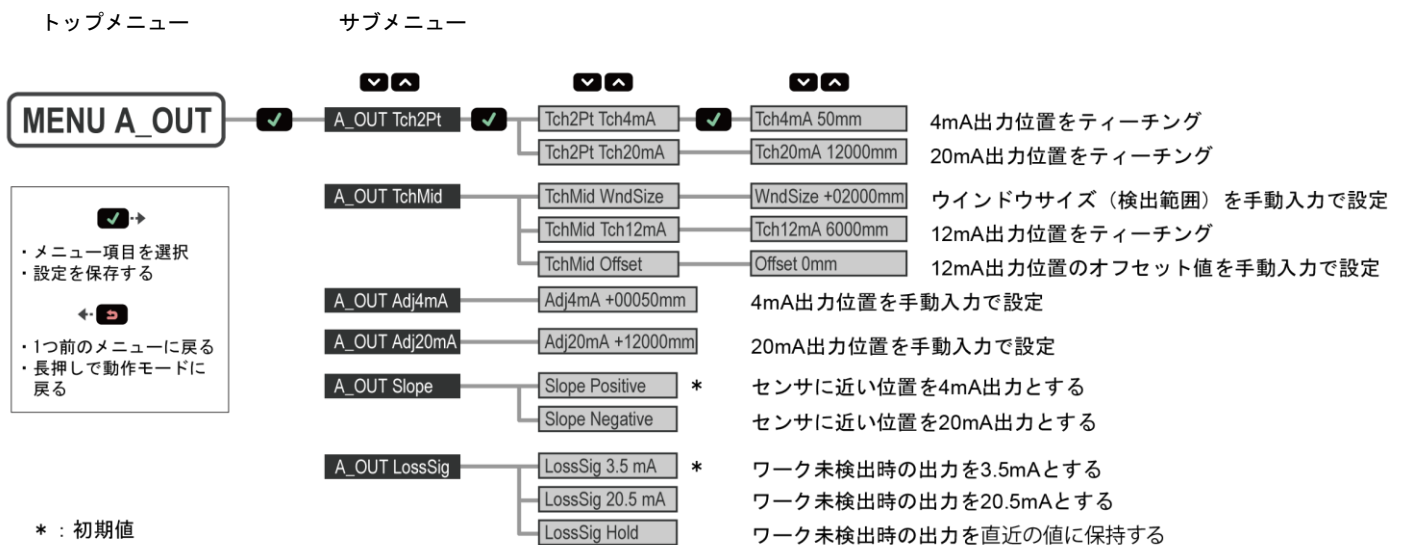 トップメニュー サブメニュー
MENU A_OUT A_OUT Tch2Pt Tch2Pt Tch4mA Tch4mA 50mm 4mA出力位置をティーチング
Tch2Pt Tch20mA Tch20mA 12000mm 20mA出力位置をティーチング
A_OUT TchMid TchMid WndSize WndSize +02000mm ウインドウサイズ（検出範囲）を手動入力で設定
TchMid Tch12mA Tch12mA 6000mm 12mA出力位置をティーチング
TchMid Offset Offset 0mm 12mA出力位置のオフセット値を手動入力で設定
A_OUT Adj4mA Adj4mA +00050mm 4mA出力位置を手動入力で設定
A_OUT Adj20mA Adj20mA +12000mm 20mA出力位置を手動入力で設定
A_OUT Slope Slope Positive * センサに近い位置を4mA出力とする
Slope Negative センサに近い位置を20mA出力とする
A_OUT LossSig LossSig 3.5 mA * ワーク未検出時の出力を3.5mAとする
LossSig 20.5 mA ワーク未検出時の出力を20.5mAとする
LossSig Hold ワーク未検出時の出力を直近の値に保持する
・メニュー項目を選択
・設定を保存する
・1つ前のメニューに戻る
・長押しで動作モードに
戻る
*：初期値